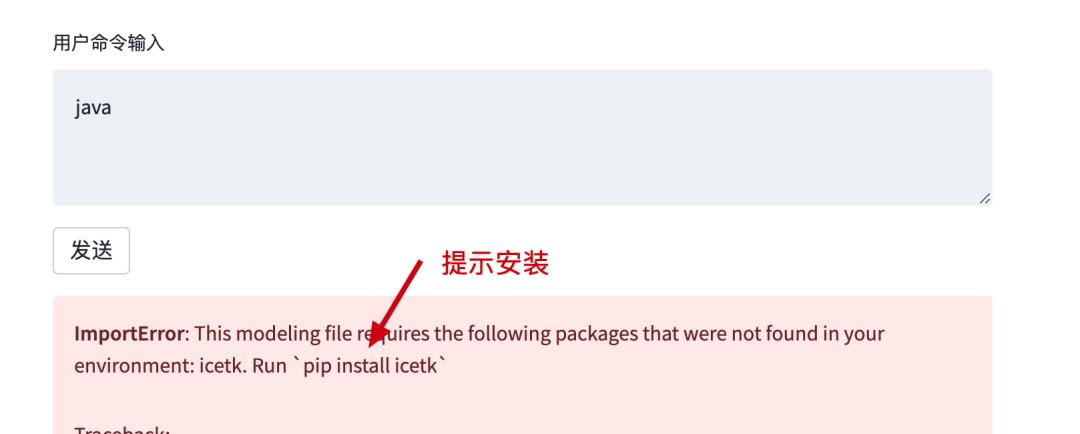 用户命令输入
java
发送
提示安装
ImportError: This modeling file requires the following packages that were not found in your
environment: icetk. Run `pip install icetk`
Traceback: